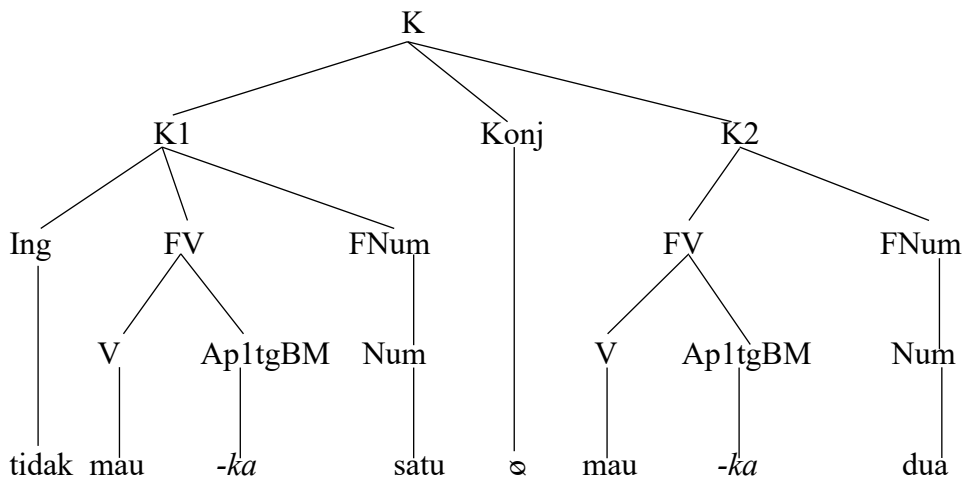 K
K1 Konj K2
Ing FV FNum FV FNum
V Ap1tgBM Num V Ap1tgBM Num
tidak mau -ka satu ø mau -ka dua